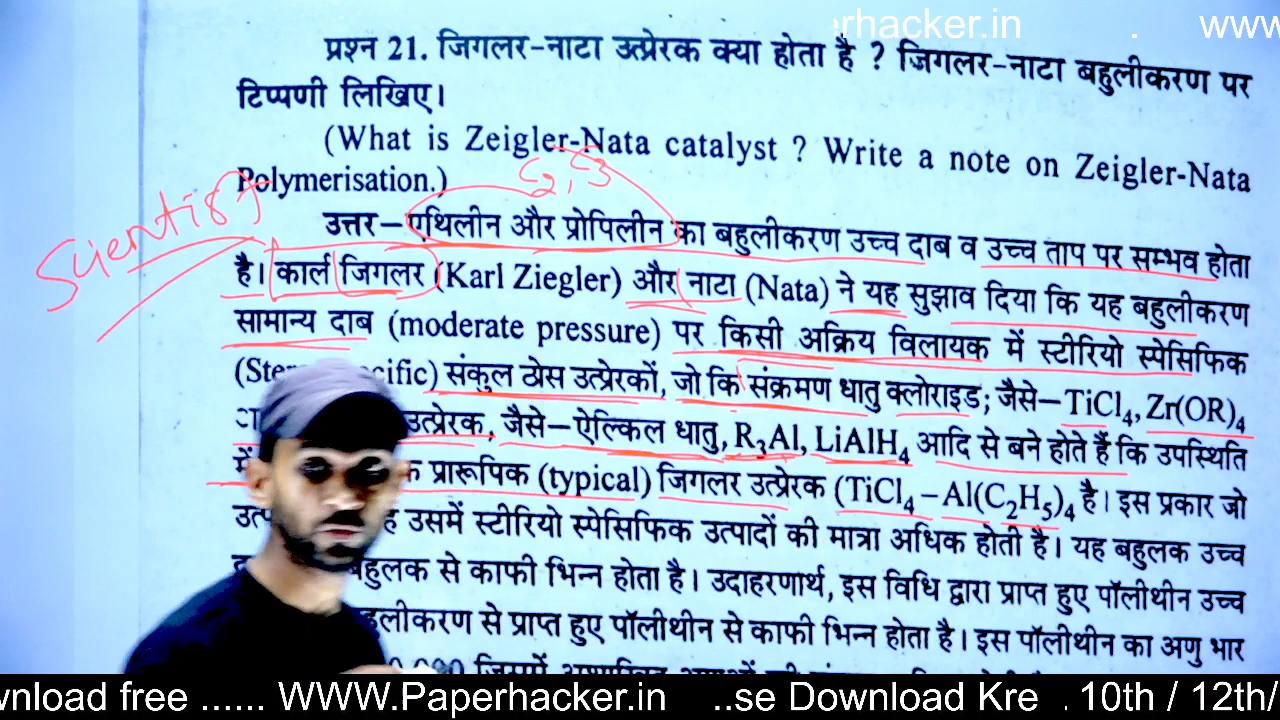 erhacker.in . www
प्रश्न 21. जिगलर-नाटा उत्प्रेरक क्या होता है ? जिगलर-नाटा बहुलीकरण पर
टिप्पणी लिखिए।
(What is Zeigler-Nata catalyst ? Write a note on Zeigler-Nata
Polymerisation.)
C2, C3
Scientist
उत्तर—एथिलीन और प्रोपिलीन का बहुलीकरण उच्च दाब व उच्च ताप पर सम्भव होता
है। कार्ल जिगलर (Karl Ziegler) और नाटा (Nata) ने यह सुझाव दिया कि यह बहुलीकरण
सामान्य दाब (moderate pressure) पर किसी अक्रिय विलायक में स्टीरियो स्पेसिफिक
संकुल ठोस उत्प्रेरकों, जो कि संक्रमण धातु क्लोराइड; जैसे—TiCl4, Zr(OR)4
उत्प्रेरक, जैसे—ऐल्किल धातु, R3Al, LiAlH4 आदि से बने होते हैं कि उपस्थिति
में प्रारूपिक (typical) जिगलर उत्प्रेरक (TiCl4–Al(C2H5)4 है। इस प्रकार जो
उसमें स्टीरियो स्पेसिफिक उत्पादों की मात्रा अधिक होती है। यह बहुलक उच्च
से काफी भिन्न होता है। उदाहरणार्थ, इस विधि द्वारा प्राप्त हुए पॉलीथीन उच्च
से प्राप्त हुए पॉलीथीन से काफी भिन्न होता है। इस पॉलीथीन का अणु भार
wnload free ...... WWW.Paperhacker.in ..se Download Kre . 10th / 12th/